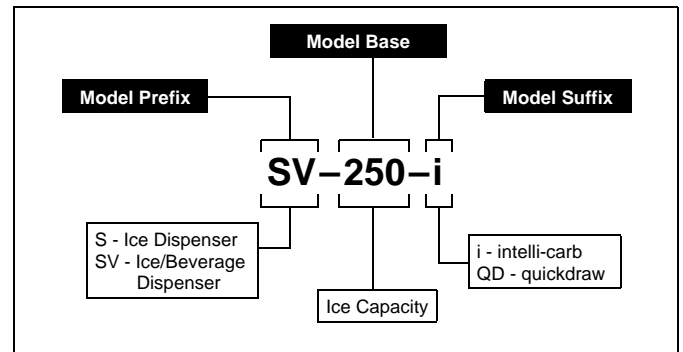 Model Base
Model Prefix
Model Suffix
SV–250–i
S - Ice Dispenser
SV - Ice/Beverage
Dispenser
i - intelli-carb
QD - quickdraw
Ice Capacity